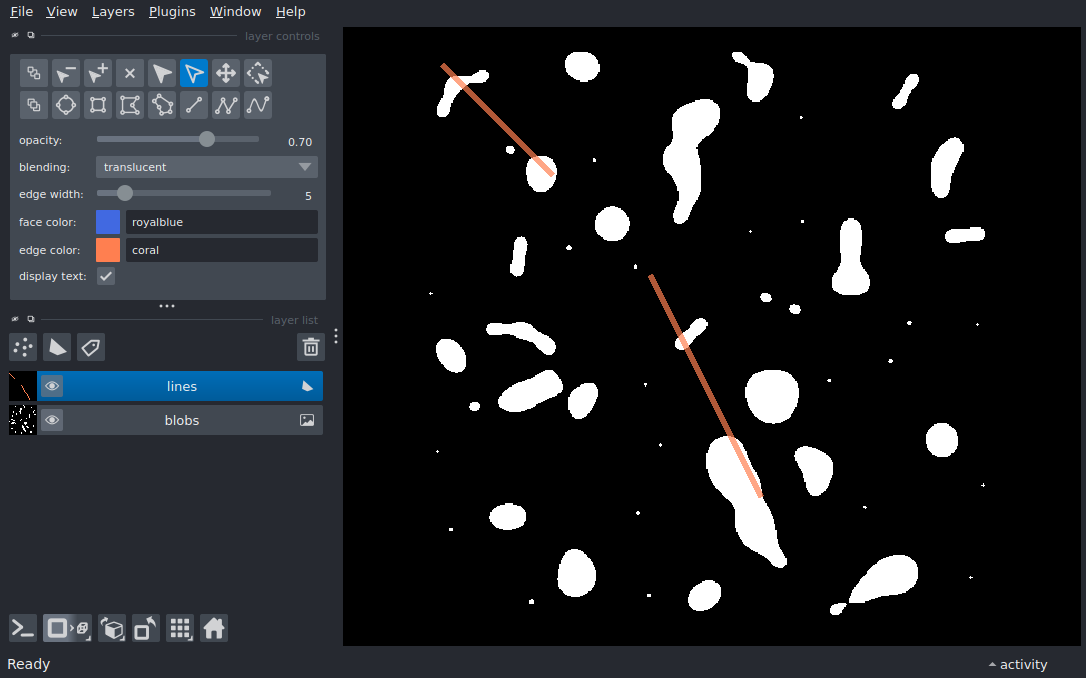 File View Layers Plugins Window Help
layer controls
opacity: 0.70
blending: translucent
edge width: 5
face color: royalblue
edge color: coral
display text:
layer list
lines
blobs
Ready activity